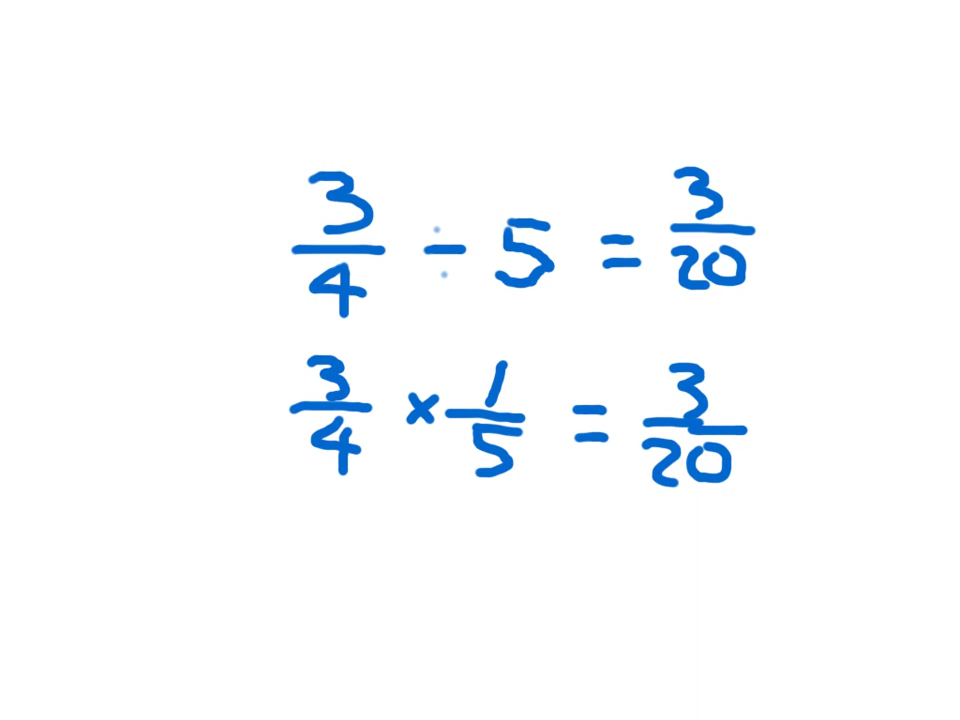 3/4 ÷ 5 = 3/20
3/4 × 1/5 = 3/20